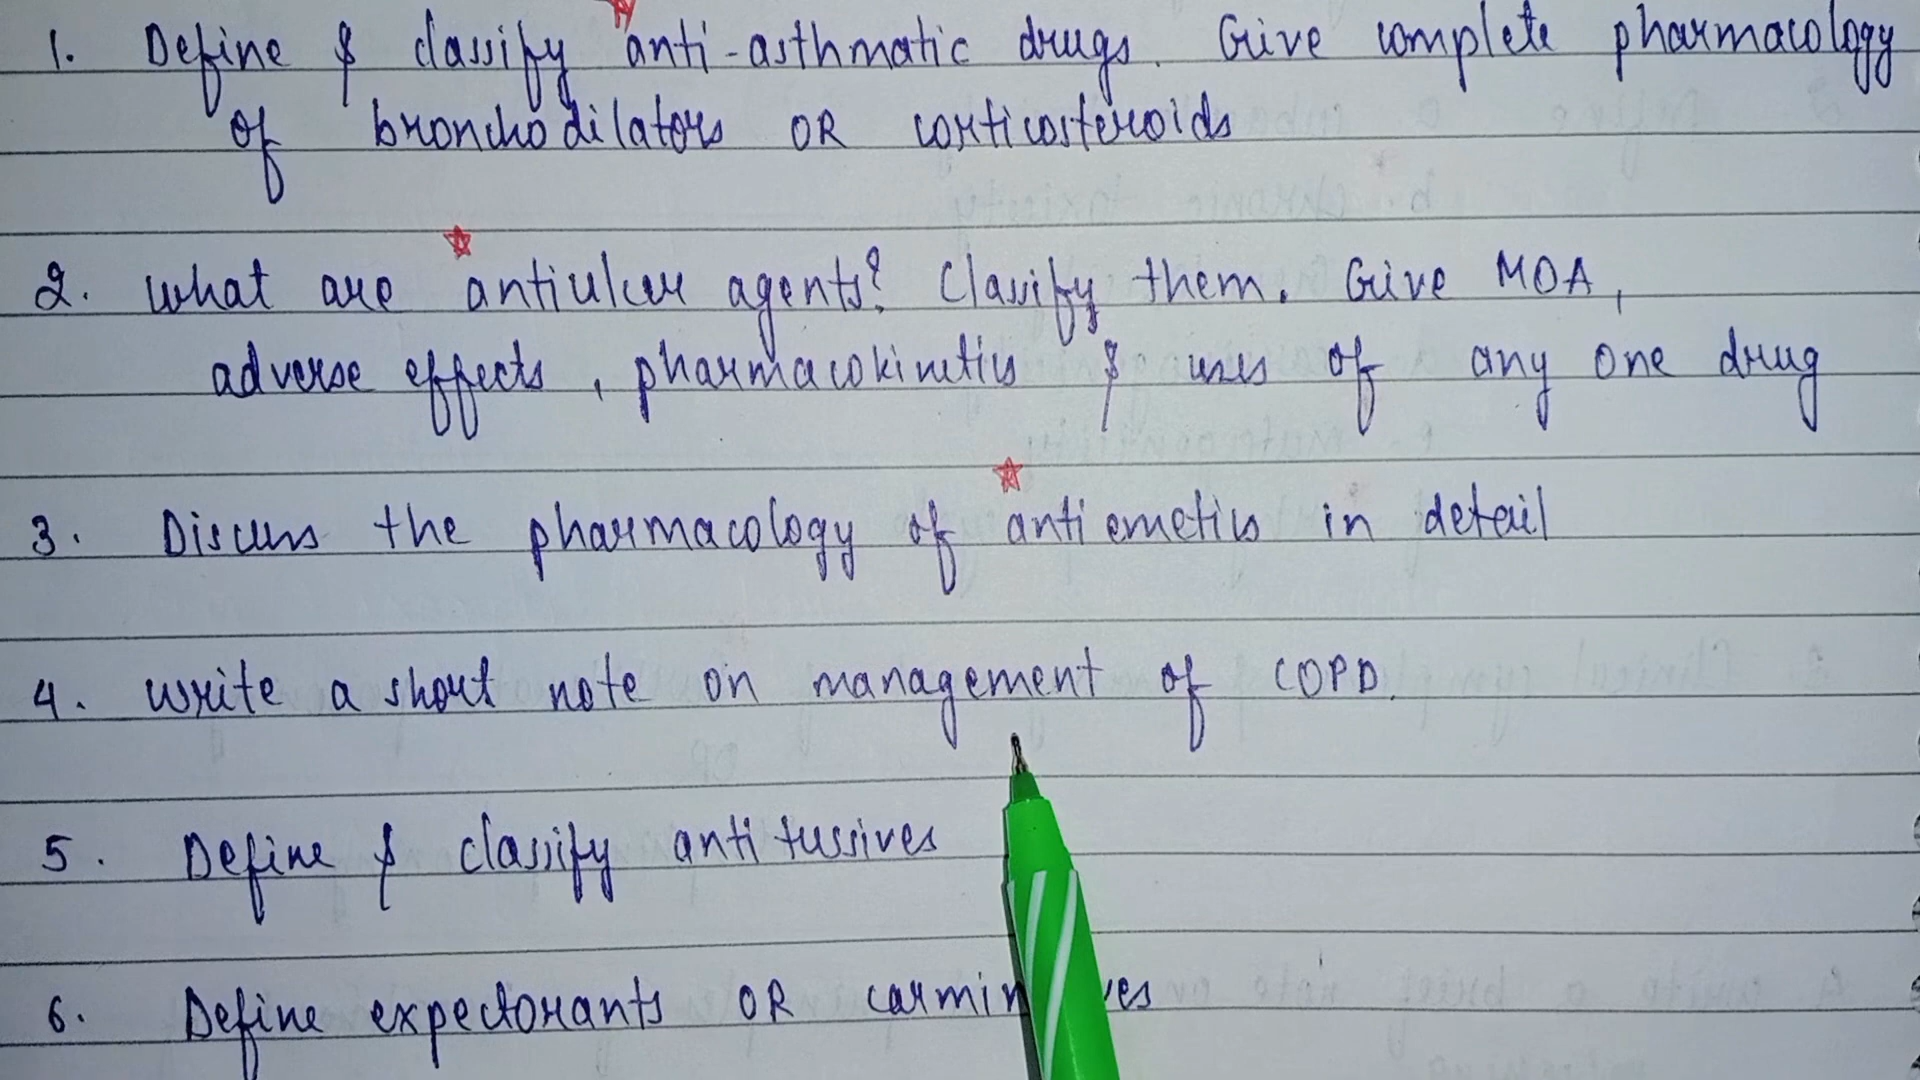 1. Define & classify anti-asthmatic drugs. Give complete pharmacology
of bronchodilators OR corticosteroids
2. What are antiulcer agents? Classify them. Give MOA,
adverse effects, pharmacokinetics & uses of any one drug
3. Discuss the pharmacology of antiemetics in detail
4. Write a short note on management of COPD.
5. Define & classify antitussives
6. Define expectorants OR